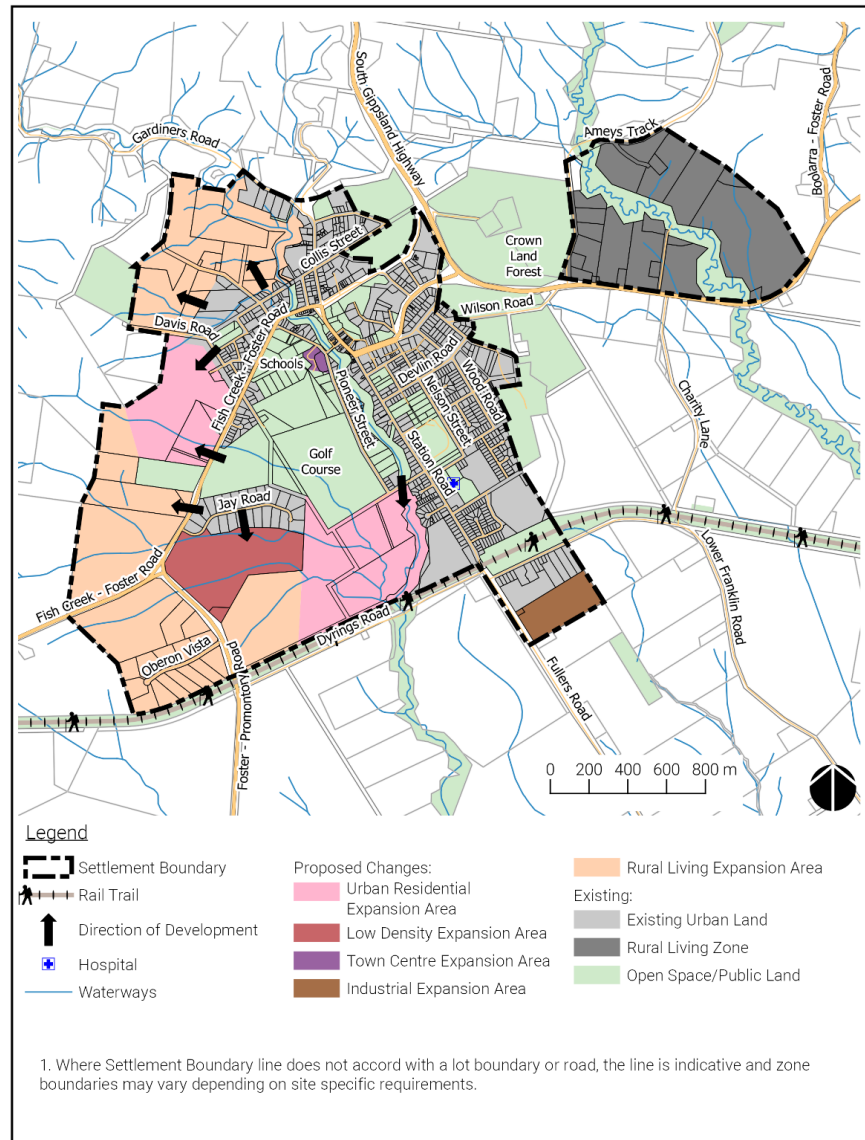 Gardiners Road
South Gippsland Highway
Ameys Track
Boolarra - Foster Road
Collis Street
Crown
Land
Forest
Wilson Road
Davis Road
Fish Creek - Foster Road
Schools
Devlin Road
Wood Road
Nelson Street
Pioneer Street
Charity Lane
Golf
Course
Station Road
Jay Road
Fish Creek - Foster Road
Lower Franklin Road
Dyrings Road
Oberon Vista
Foster - Promontory Road
Fullers Road
0 200 400 600 800 m
Legend
Settlement Boundary
Rail Trail
Direction of Development
Hospital
Waterways
Proposed Changes:
Urban Residential
Expansion Area
Low Density Expansion Area
Town Centre Expansion Area
Industrial Expansion Area
Rural Living Expansion Area
Existing:
Existing Urban Land
Rural Living Zone
Open Space/Public Land
1. Where Settlement Boundary line does not accord with a lot boundary or road, the line is indicative and zone
boundaries may vary depending on site specific requirements.